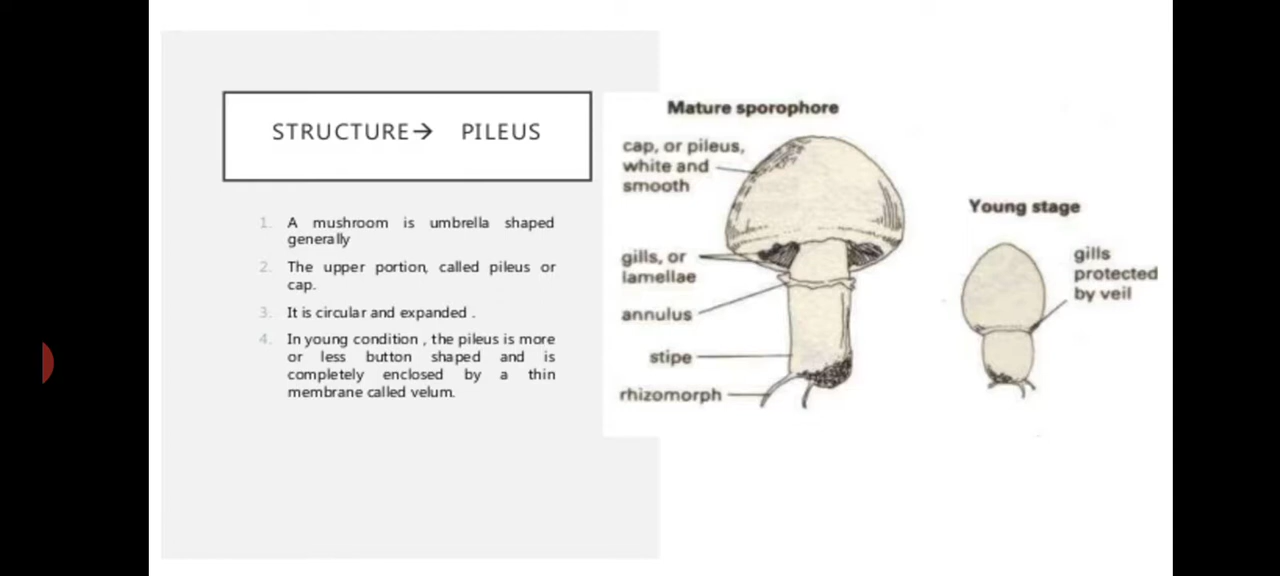 STRUCTURE→ PILEUS
1. A mushroom is umbrella shaped
generally
2. The upper portion, called pileus or
cap.
3. It is circular and expanded .
4. In young condition , the pileus is more
or less button shaped and is
completely enclosed by a thin
membrane called velum.
Mature sporophore
cap, or pileus,
white and
smooth
gills, or
lamellae
annulus
stipe
rhizomorph
Young stage
gills
protected
by veil